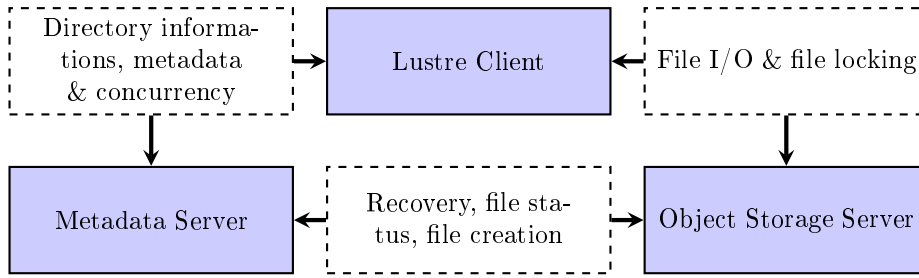 Directory informa-
tions, metadata
& concurrency
Lustre Client
File I/O & file locking
Metadata Server
Recovery, file sta-
tus, file creation
Object Storage Server